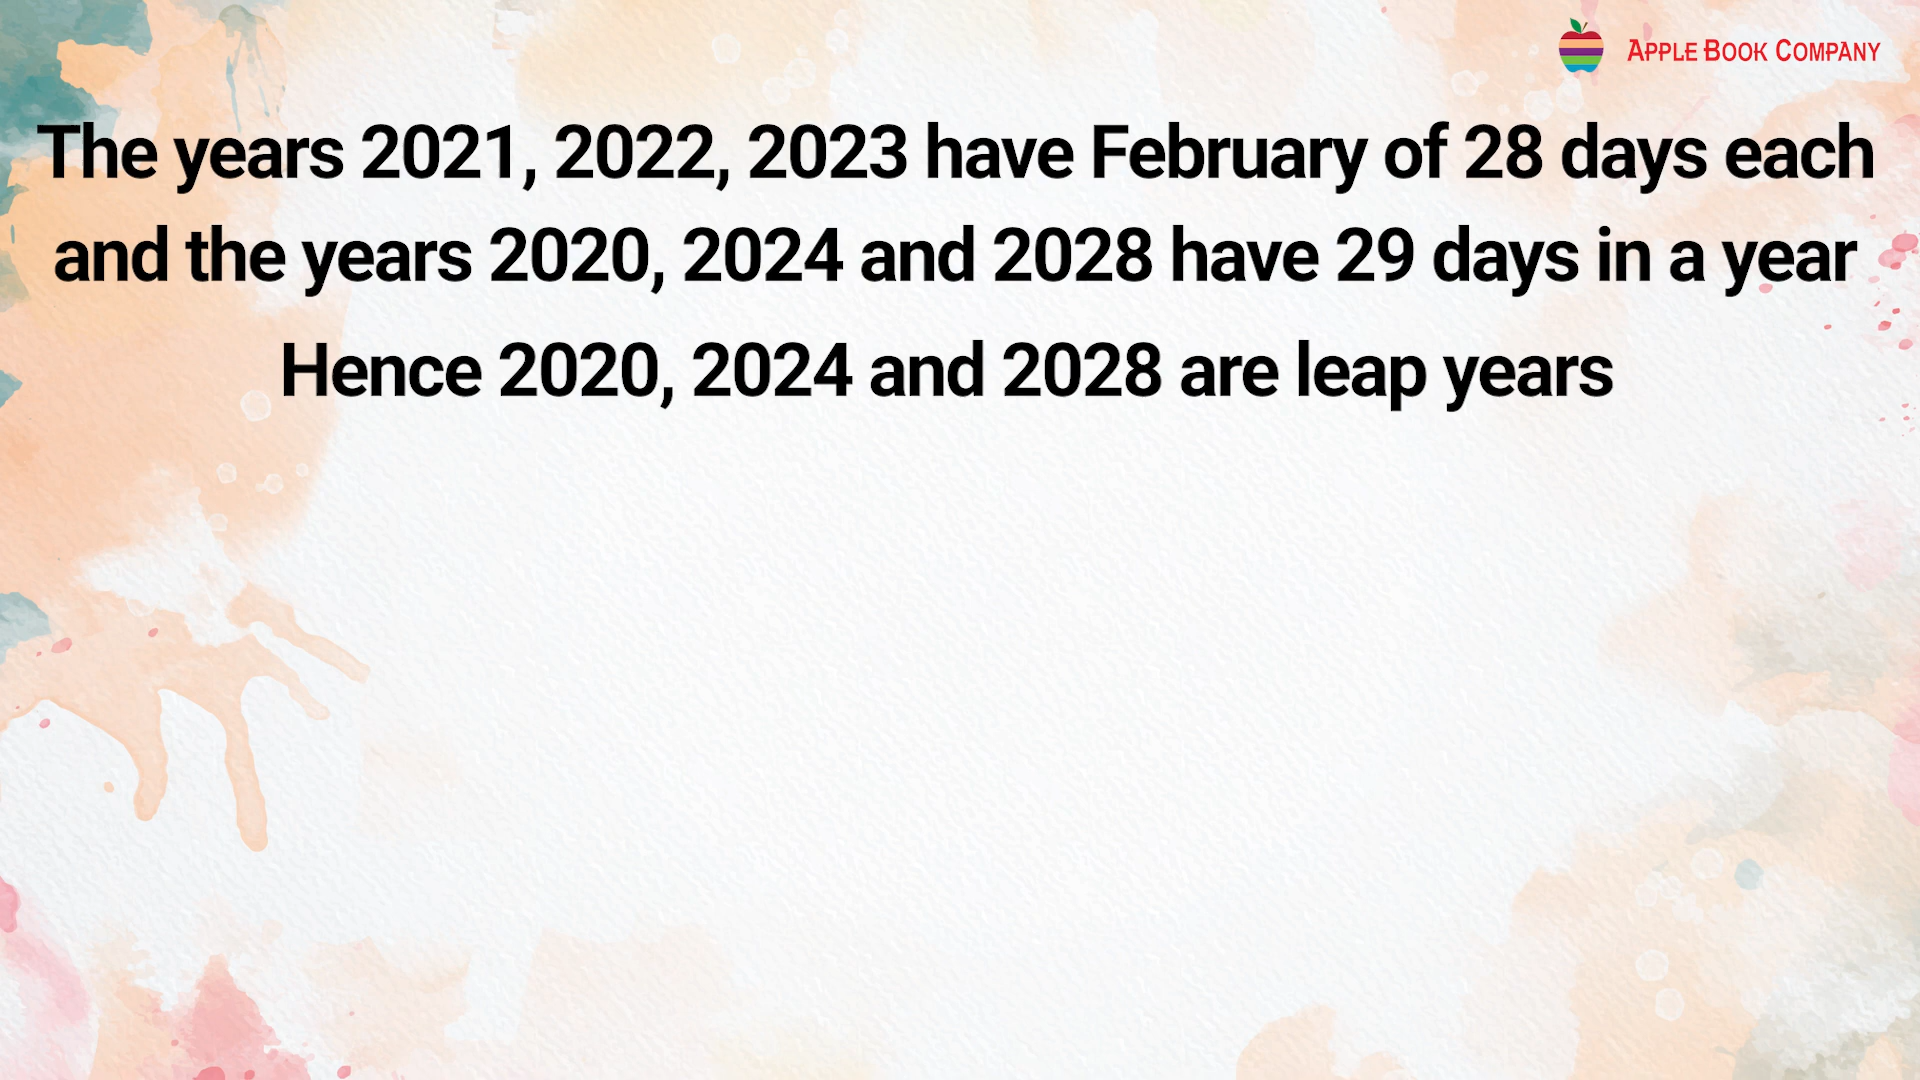 APPLE BOOK COMPANY
The years 2021, 2022, 2023 have February of 28 days each
and the years 2020, 2024 and 2028 have 29 days in a year
Hence 2020, 2024 and 2028 are leap years